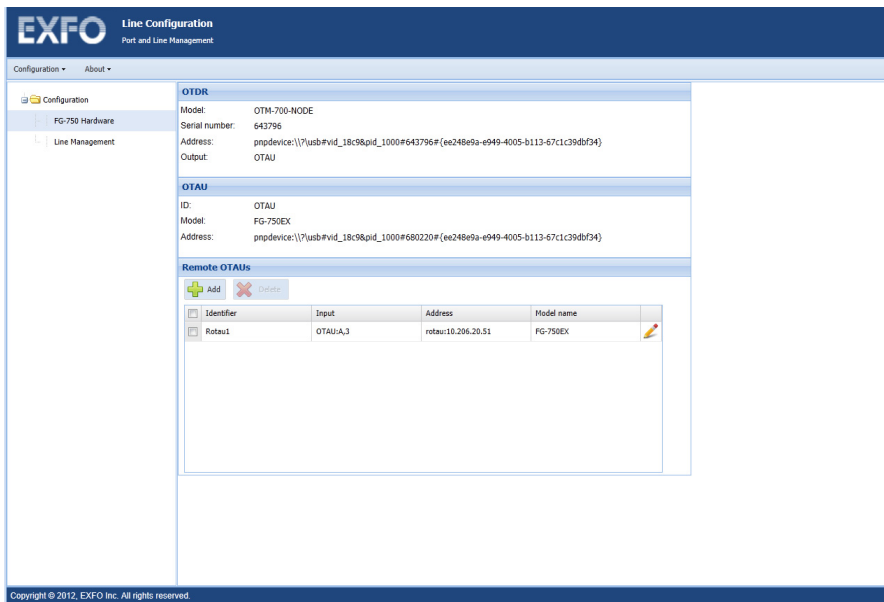 EXFO
Line Configuration
Port and Line Management
Configuration
About
Configuration
FG-750 Hardware
Line Management
OTDR
Model: OTM-700-NODE
Serial number: 643796
Address: pnpdevice:\\?\usb#vid_18c9&pid_1000#643796#{ee248e9a-e949-4005-b113-67c1c39dbf34}
Output: OTAU
OTAU
ID: OTAU
Model: FG-750EX
Address: pnpdevice:\\?\usb#vid_18c9&pid_1000#680220#{ee248e9a-e949-4005-b113-67c1c39dbf34}
Remote OTAUs
Add Delete
Identifier Input Address Model name
Rotau1 OTAU:A,3 rotau:10.206.20.51 FG-750EX
Copyright © 2012, EXFO Inc. All rights reserved.